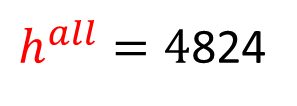 h^all = 4824